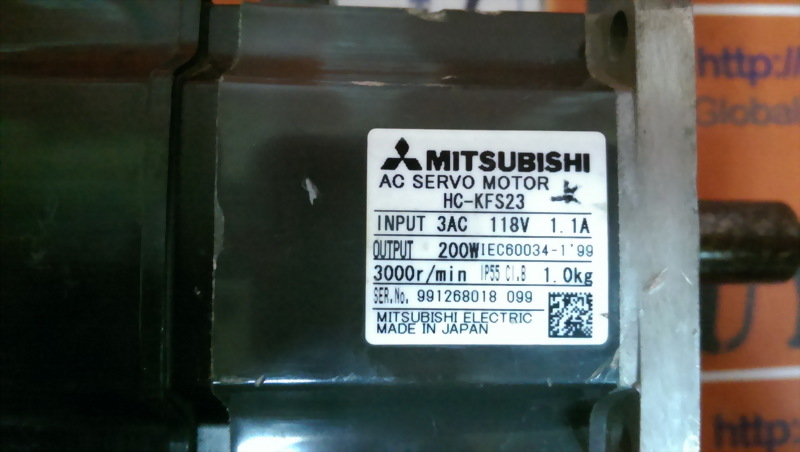 MITSUBISHI
AC SERVO MOTOR
HC-KFS23
INPUT 3AC 118V 1.1A
OUTPUT 200W IEC60034-1'99
3000r/min IP55 Cl.B 1.0kg
SER.No. 991268018 099
MITSUBISHI ELECTRIC
MADE IN JAPAN
http:/
Global
http: